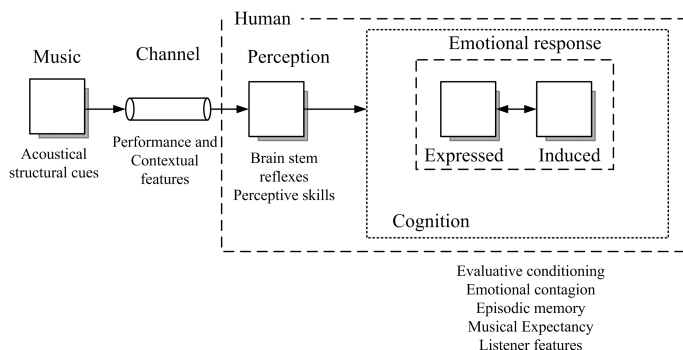 Human
Music
Channel
Perception
Emotional response
Acoustical
structural cues
Performance and
Contextual
features
Brain stem
reflexes
Perceptive skills
Expressed
Induced
Cognition
Evaluative conditioning
Emotional contagion
Episodic memory
Musical Expectancy
Listener features